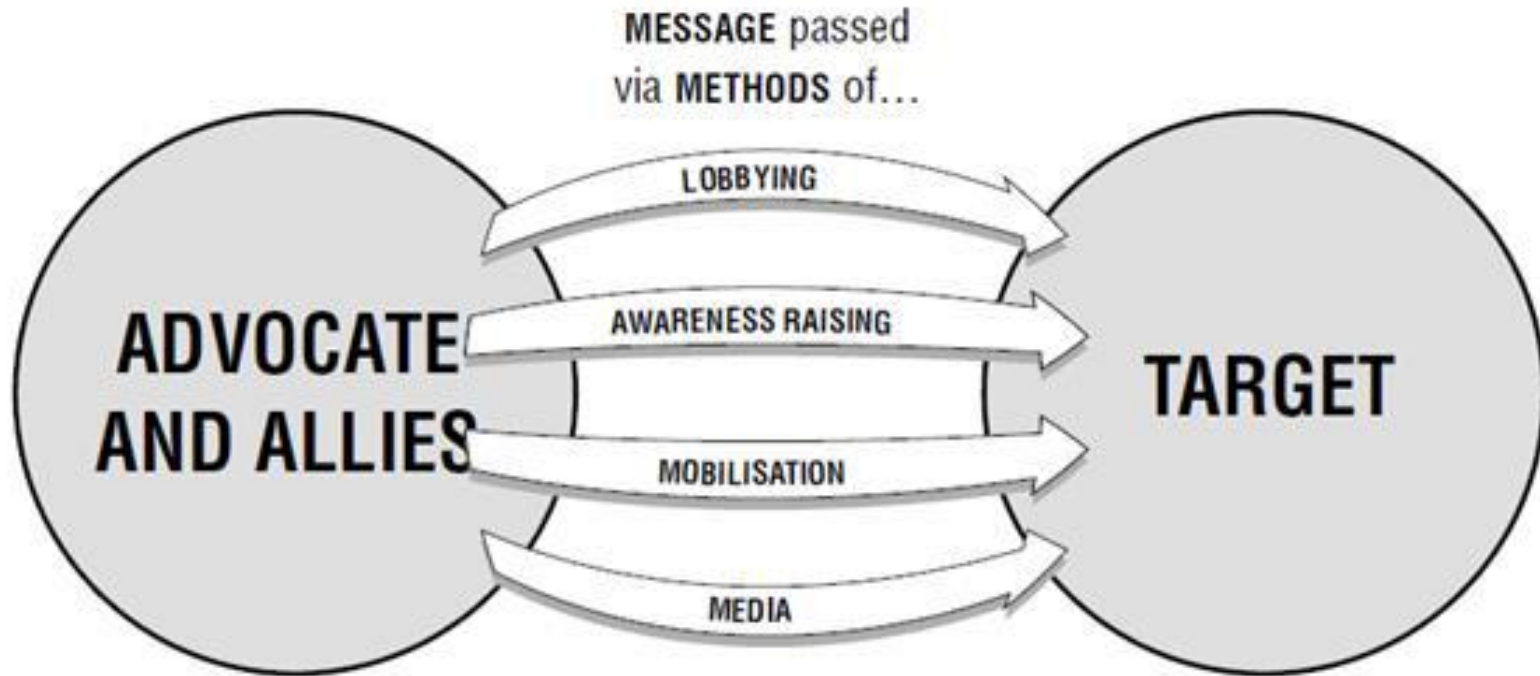 MESSAGE passed
via METHODS of...
LOBBYING
AWARENESS RAISING
ADVOCATE
AND ALLIES
TARGET
MOBILISATION
MEDIA